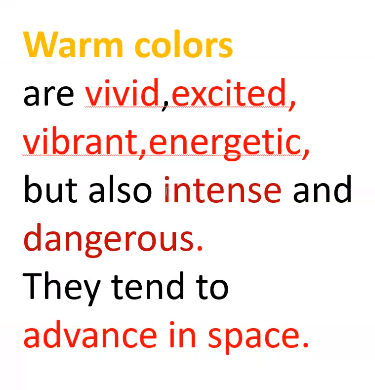 Warm colors
are vivid,excited,
vibrant,energetic,
but also intense and
dangerous.
They tend to
advance in space.